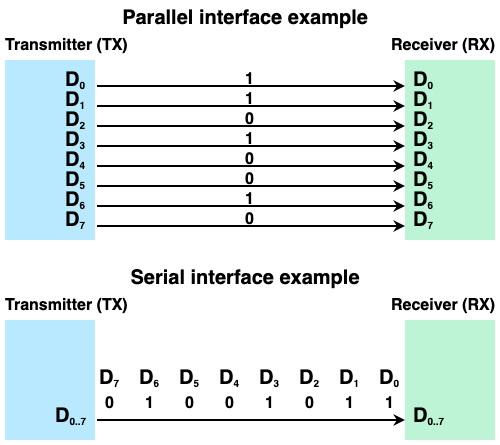 Parallel interface example
Transmitter (TX) Receiver (RX)
D₀ 1 D₀
D₁ 1 D₁
D₂ 0 D₂
D₃ 1 D₃
D₄ 0 D₄
D₅ 0 D₅
D₆ 1 D₆
D₇ 0 D₇
Serial interface example
Transmitter (TX) Receiver (RX)
D₇ D₆ D₅ D₄ D₃ D₂ D₁ D₀
0 1 0 0 1 0 1 1
D₀..₇ D₀..₇